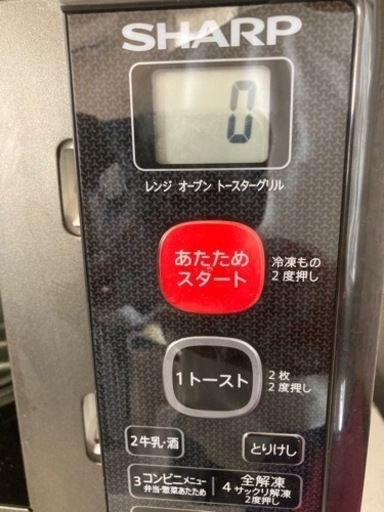 SHARP
0
レンジ オーブン トースターグリル
あたため
スタート
冷凍もの
2度押し
1トースト
2枚
2度押し
2牛乳・酒
とりけし
3コンビニメニュー
弁当・惣菜あたため
全解凍
4サックリ解凍
2度押し